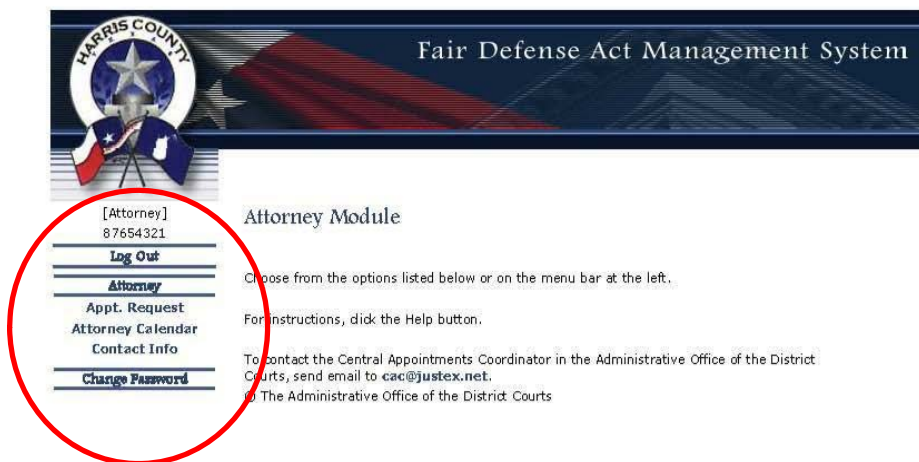 HARRIS COUNTY
Fair Defense Act Management System
[Attorney]
87654321
Log Out
Attorney
Appt. Request
Attorney Calendar
Contact Info
Change Password
Attorney Module
Choose from the options listed below or on the menu bar at the left.
For instructions, click the Help button.
To contact the Central Appointments Coordinator in the Administrative Office of the District
Courts, send email to cac@justex.net.
© The Administrative Office of the District Courts